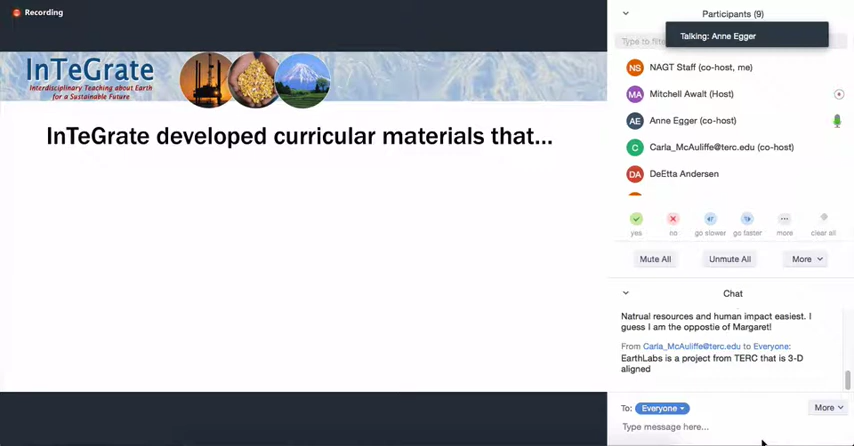 Recording
InTeGrate
Interdisciplinary Teaching about Earth
for a Sustainable Future
InTeGrate developed curricular materials that...
Participants (9)
Talking: Anne Egger
Type to filte
NS NAGT Staff (co-host, me)
MA Mitchell Awalt (Host)
AE Anne Egger (co-host)
C Carla_McAuliffe@terc.edu (co-host)
DA DeEtta Andersen
yes no go slower go faster more clear all
Mute All Unmute All More
Chat
Natrual resources and human impact easiest. I
guess I am the oppostie of Margaret!
From Carla_McAuliffe@terc.edu to Everyone:
EarthLabs is a project from TERC that is 3-D
aligned
To: Everyone More
Type message here...